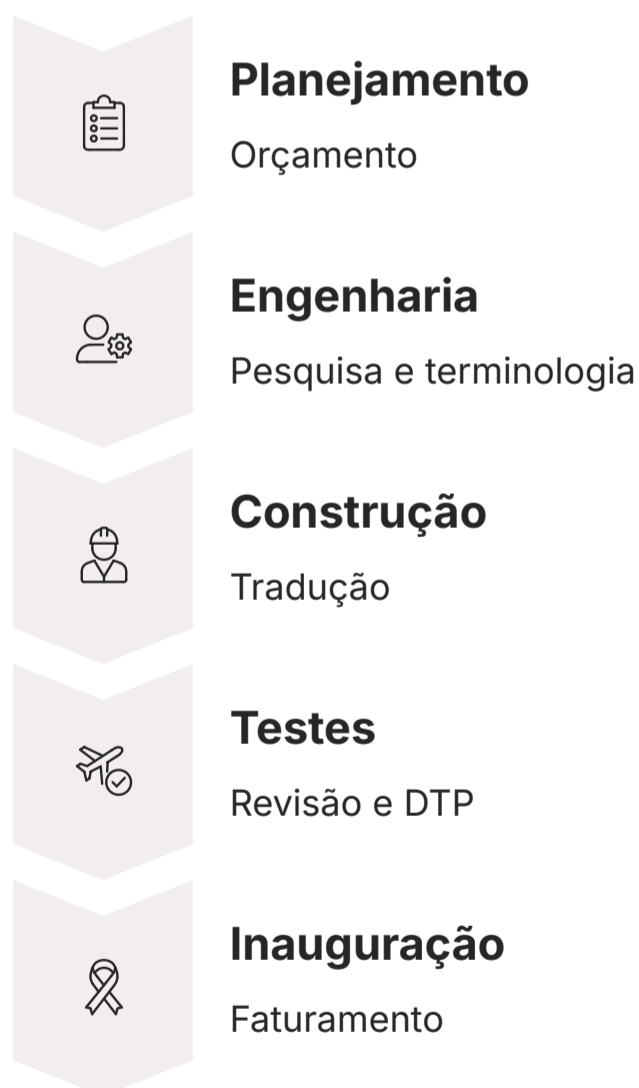 Planejamento
Orçamento
Engenharia
Pesquisa e terminologia
Construção
Tradução
Testes
Revisão e DTP
Inauguração
Faturamento